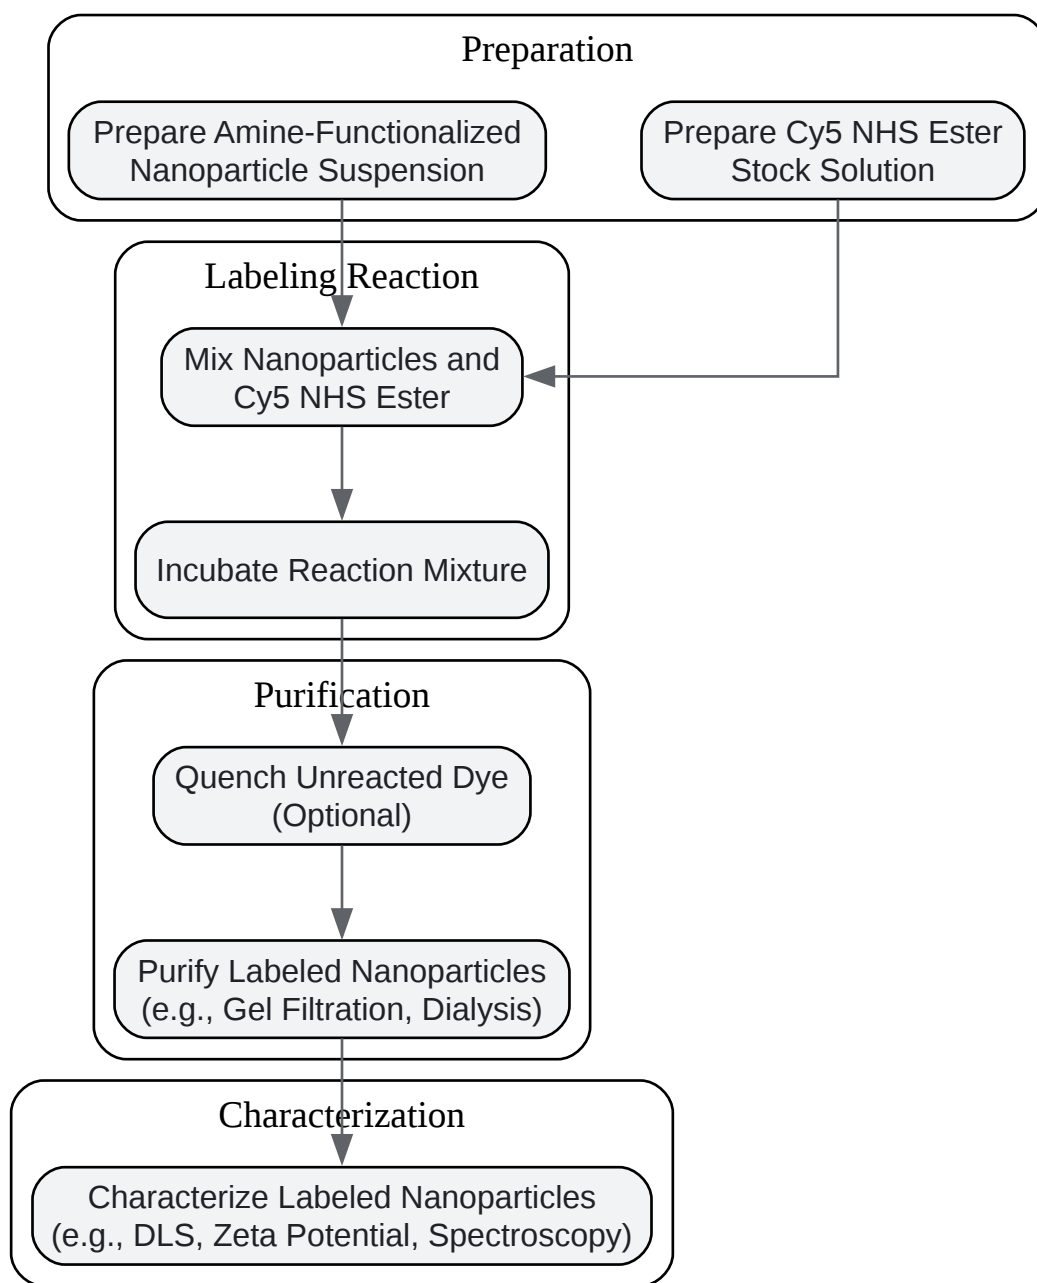 Preparation
Prepare Amine-Functionalized
Nanoparticle Suspension
Prepare Cy5 NHS Ester
Stock Solution
Labeling Reaction
Mix Nanoparticles and
Cy5 NHS Ester
Incubate Reaction Mixture
Purification
Quench Unreacted Dye
(Optional)
Purify Labeled Nanoparticles
(e.g., Gel Filtration, Dialysis)
Characterization
Characterize Labeled Nanoparticles
(e.g., DLS, Zeta Potential, Spectroscopy)